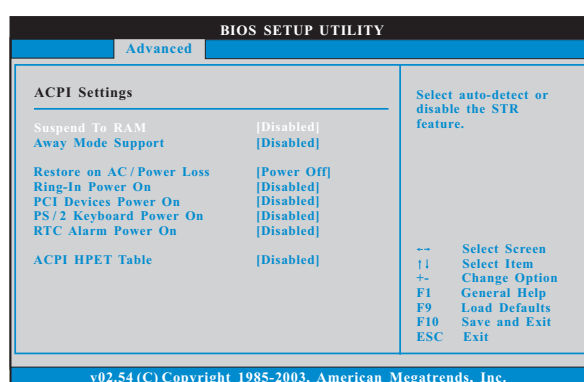 BIOS SETUP UTILITY
Advanced
ACPI Settings
Suspend To RAM [Disabled]
Away Mode Support [Disabled]
Restore on AC / Power Loss [Power Off]
Ring-In Power On [Disabled]
PCI Devices Power On [Disabled]
PS / 2 Keyboard Power On [Disabled]
RTC Alarm Power On [Disabled]
ACPI HPET Table [Disabled]
Select auto-detect or
disable the STR
feature.
←→ Select Screen
↑↓ Select Item
+- Change Option
F1 General Help
F9 Load Defaults
F10 Save and Exit
ESC Exit
v02.54 (C) Copyright 1985-2003, American Megatrends, Inc.